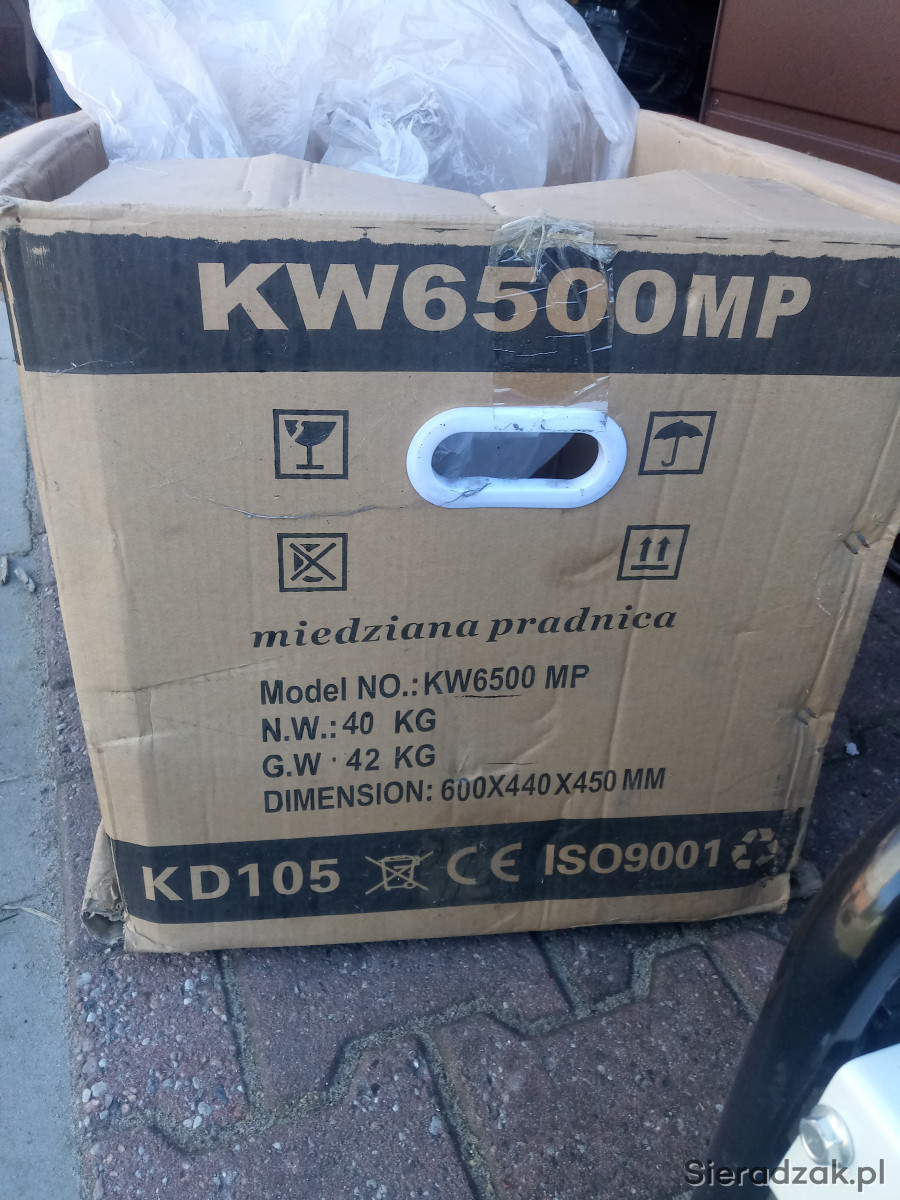 KW6500MP
miedziana pradnica
Model NO.: KW6500 MP
N.W.: 40 KG
G.W : 42 KG
DIMENSION: 600X440X450 MM
KD105 CE ISO9001
Sieradzak.pl